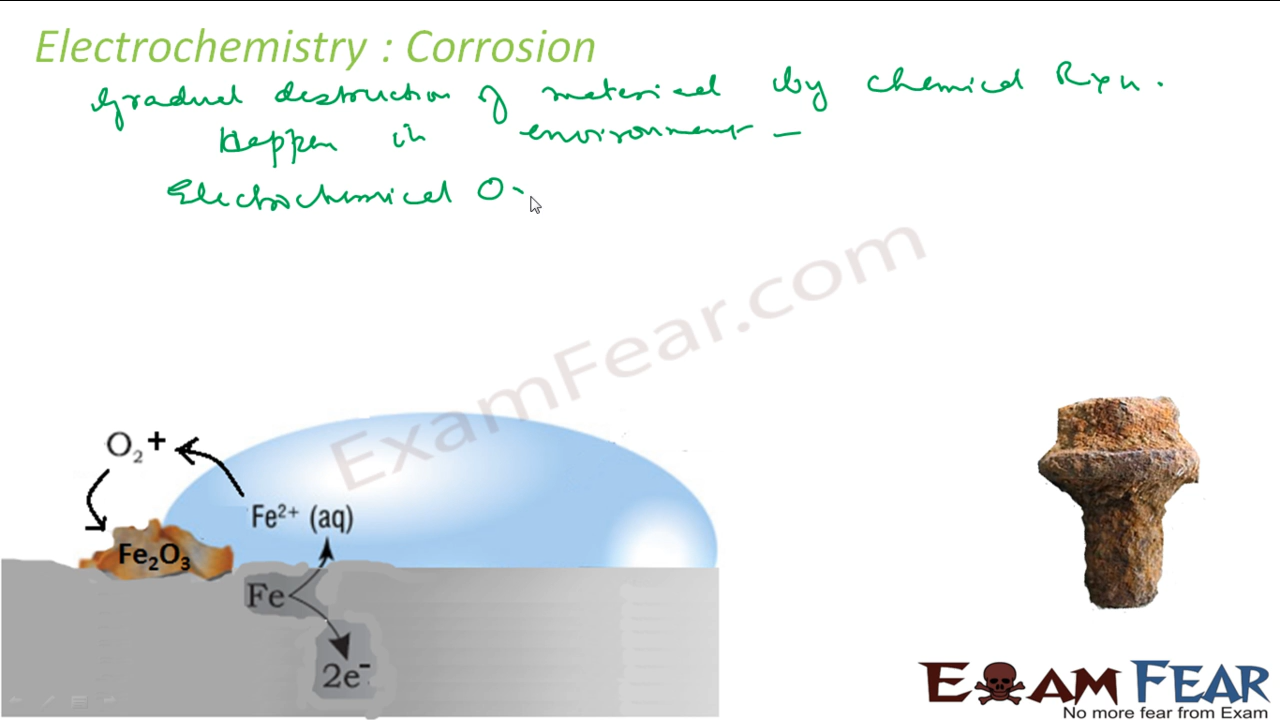 Electrochemistry : Corrosion
Gradual destruction of material by chemical Rxn.
Happen in environment –
Electrochemical O-
ExamFear.com
O₂ +
Fe²⁺ (aq)
Fe₂O₃
Fe
2e⁻
EXAM FEAR
No more fear from Exam